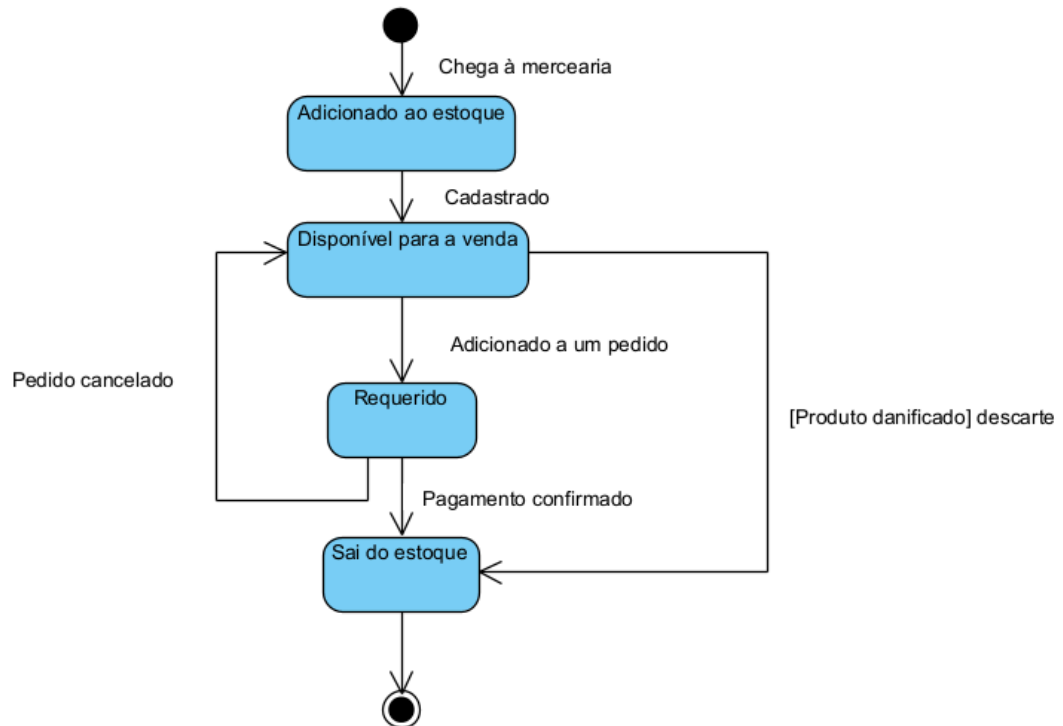 Chega à mercearia
Adicionado ao estoque
Cadastrado
Disponível para a venda
Adicionado a um pedido
Pedido cancelado
Requerido
[Produto danificado] descarte
Pagamento confirmado
Sai do estoque